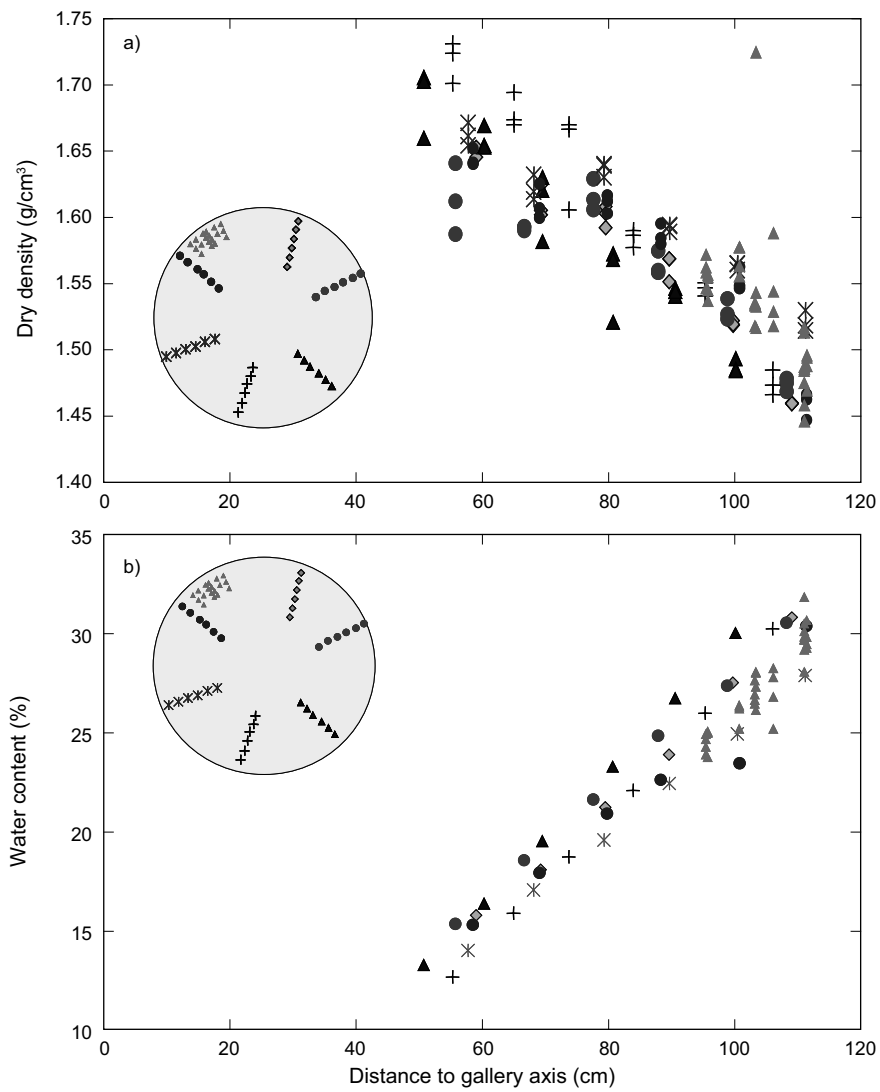 1.75
a)
1.70
1.65
1.60
1.55
1.50
1.45
1.40
Dry density (g/cm³)
0 20 40 60 80 100 120
35
b)
30
25
20
15
10
Water content (%)
0 20 40 60 80 100 120
Distance to gallery axis (cm)